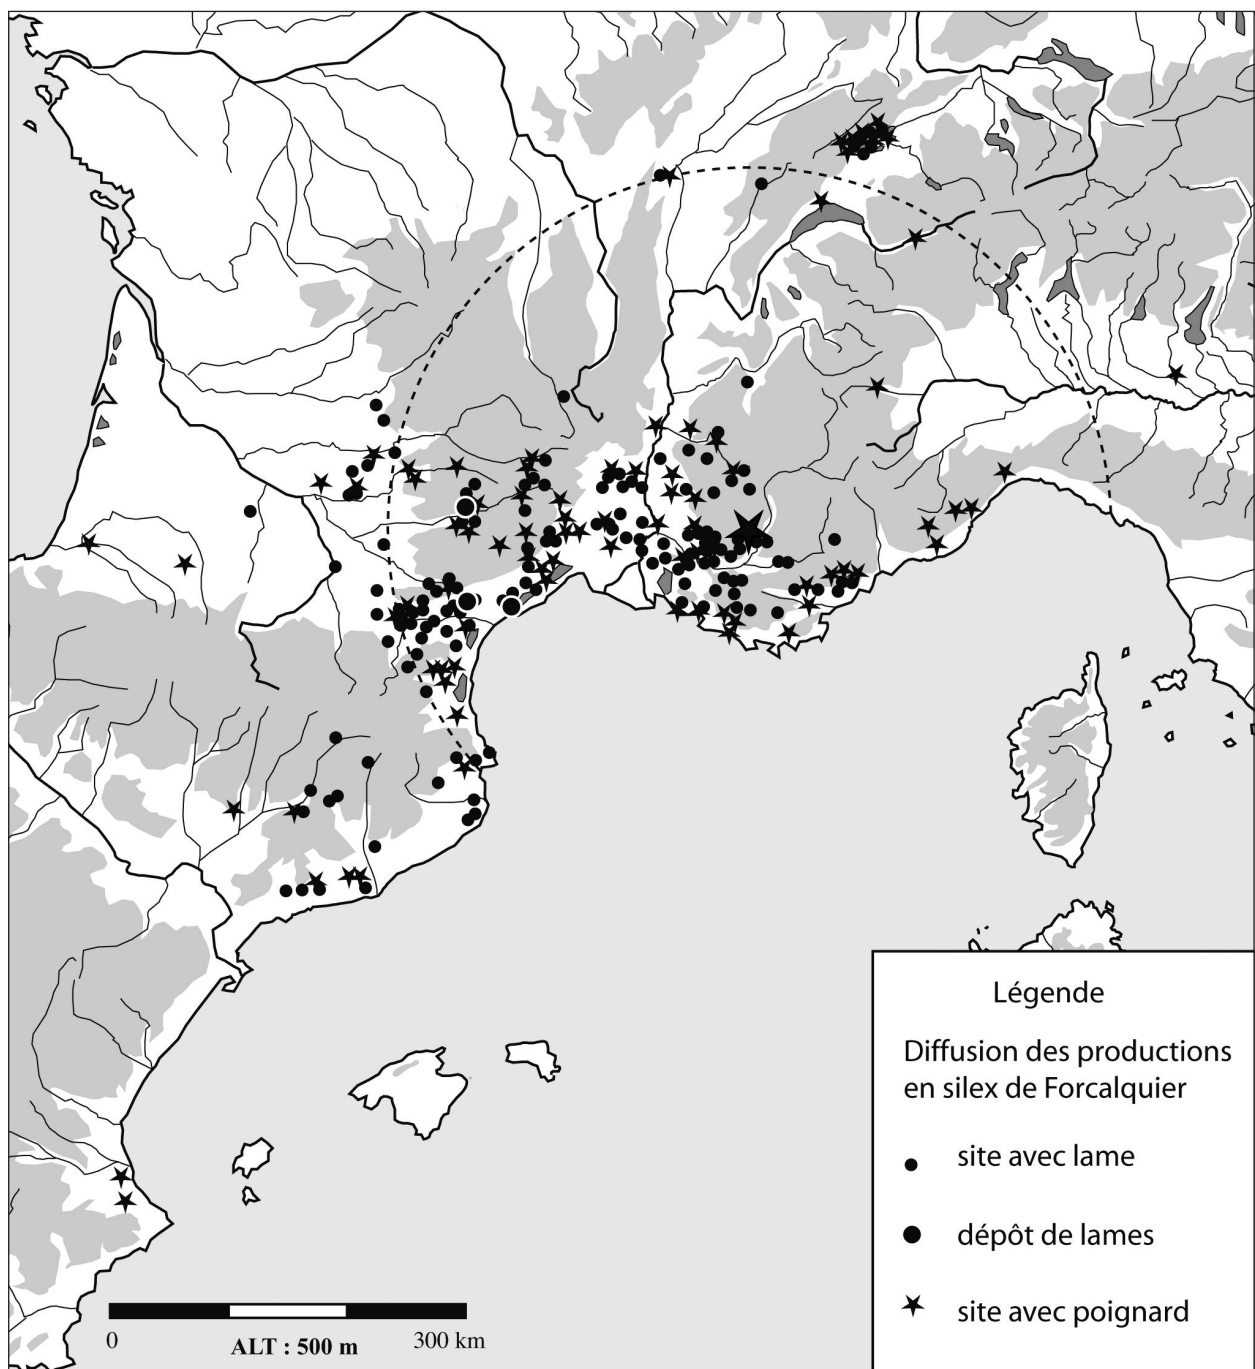 Légende
Diffusion des productions
en silex de Forcalquier
site avec lame
dépôt de lames
site avec poignard
0
300 km
ALT : 500 m